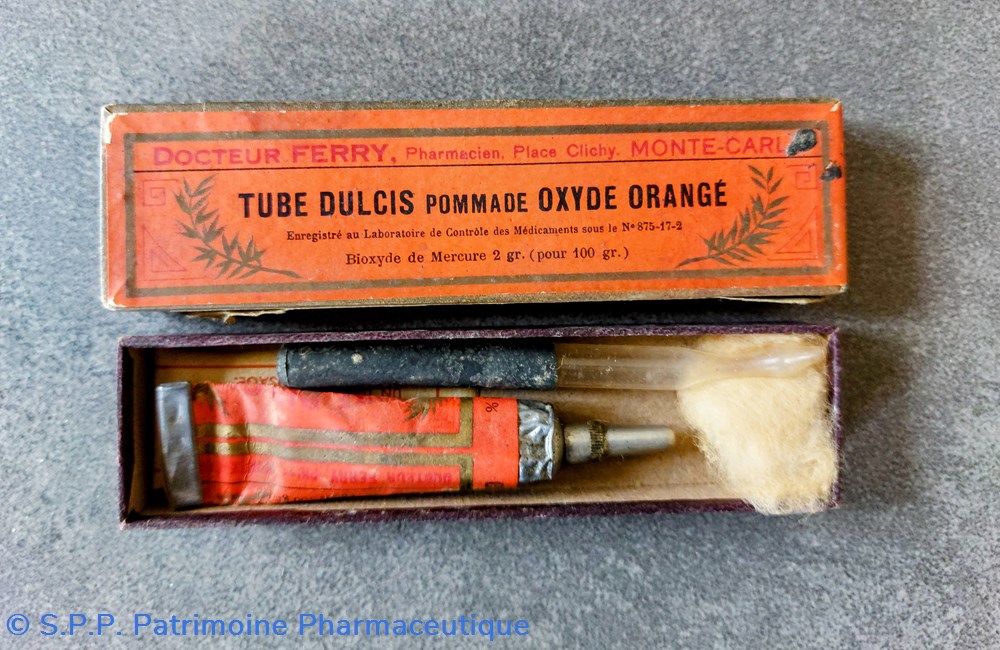 DOCTEUR FERRY, Pharmacien, Place Clichy. MONTE-CARL
TUBE DULCIS POMMADE OXYDE ORANGÉ
Enregistré au Laboratoire de Contrôle des Médicaments sous le Nº 875-17-2
Bioxyde de Mercure 2 gr. (pour 100 gr.)
%
© S.P.P. Patrimoine Pharmaceutique